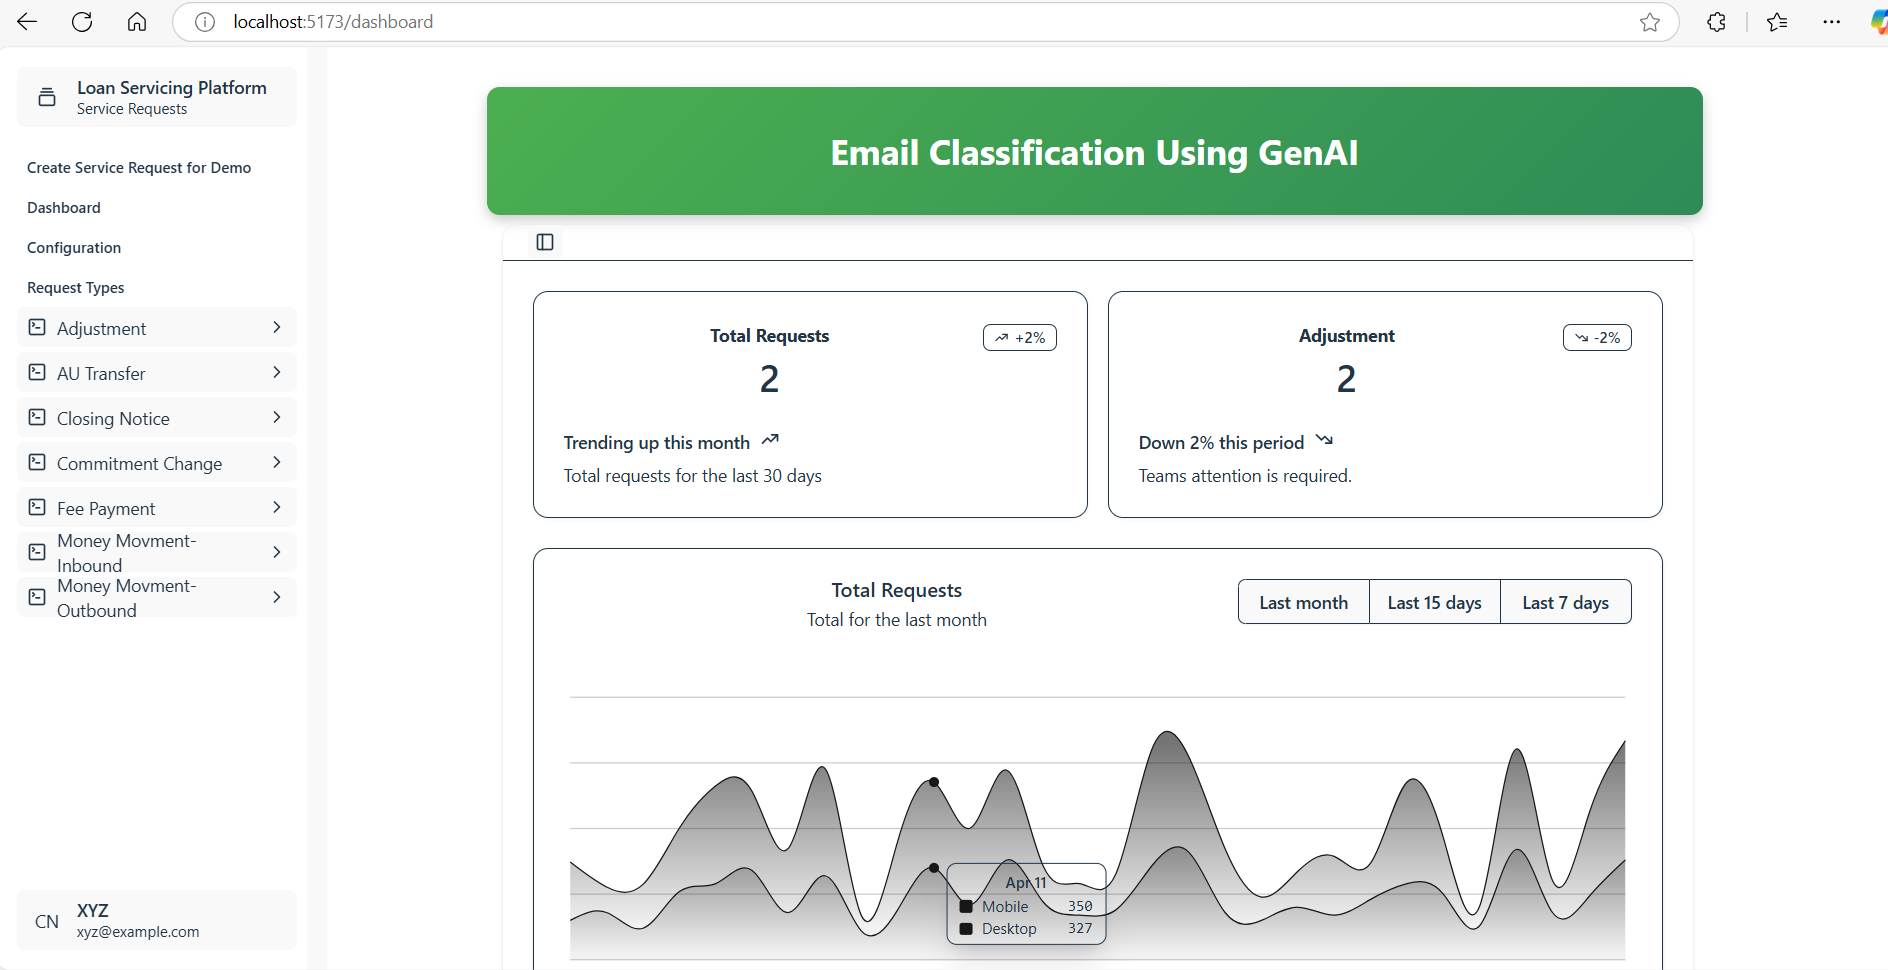 localhost:5173/dashboard
Loan Servicing Platform
Service Requests
Create Service Request for Demo
Dashboard
Configuration
Request Types
Adjustment
AU Transfer
Closing Notice
Commitment Change
Fee Payment
Money Movment-
Inbound
Money Movment-
Outbound
CN
XYZ
xyz@example.com
Email Classification Using GenAI
Total Requests
+2%
2
Trending up this month
Total requests for the last 30 days
Adjustment
-2%
2
Down 2% this period
Teams attention is required.
Total Requests
Total for the last month
Last month
Last 15 days
Last 7 days
Apr 11
Mobile 350
Desktop 327